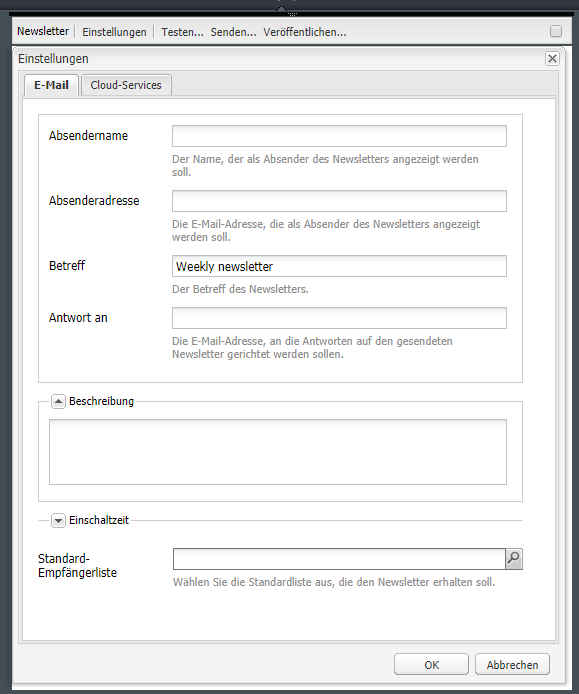 Newsletter Einstellungen Testen... Senden... Veröffentlichen...
Einstellungen
E-Mail Cloud-Services
Absendername
Der Name, der als Absender des Newsletters angezeigt werden
soll.
Absenderadresse
Die E-Mail-Adresse, die als Absender des Newsletters angezeigt
werden soll.
Betreff Weekly newsletter
Der Betreff des Newsletters.
Antwort an
Die E-Mail-Adresse, an die Antworten auf den gesendeten
Newsletter gerichtet werden sollen.
Beschreibung
Einschaltzeit
Standard-
Empfängerliste
Wählen Sie die Standardliste aus, die den Newsletter erhalten soll.
OK Abbrechen